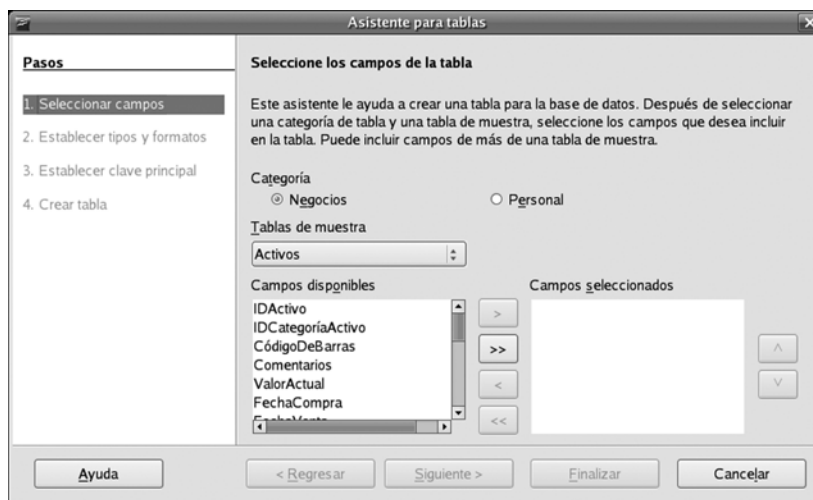 Asistente para tablas
Pasos
1. Seleccionar campos
2. Establecer tipos y formatos
3. Establecer clave principal
4. Crear tabla
Seleccione los campos de la tabla
Este asistente le ayuda a crear una tabla para la base de datos. Después de seleccionar
una categoría de tabla y una tabla de muestra, seleccione los campos que desea incluir
en la tabla. Puede incluir campos de más de una tabla de muestra.
Categoría
Negocios
Personal
Tablas de muestra
Activos
Campos disponibles
IDActivo
IDCategoríaActivo
CódigoDeBarras
Comentarios
ValorActual
FechaCompra
FechaVenta
>
>>
<
<<
Campos seleccionados
Ayuda
< Regresar
Siguiente >
Finalizar
Cancelar